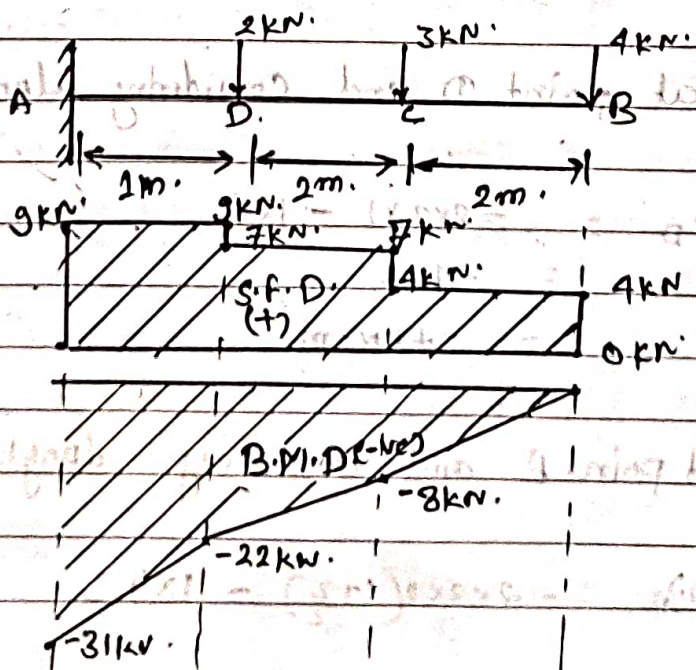 2kN. 3kN. 4kN.
A D. C B
1m. 2m. 2m.
9kN. 9kN. 7kN. 7kN.
S.F.D. 4kN. 4kN
(+)
0kN.
B.M.D(-ve)
-8kN.
-22kN.
-31kN.